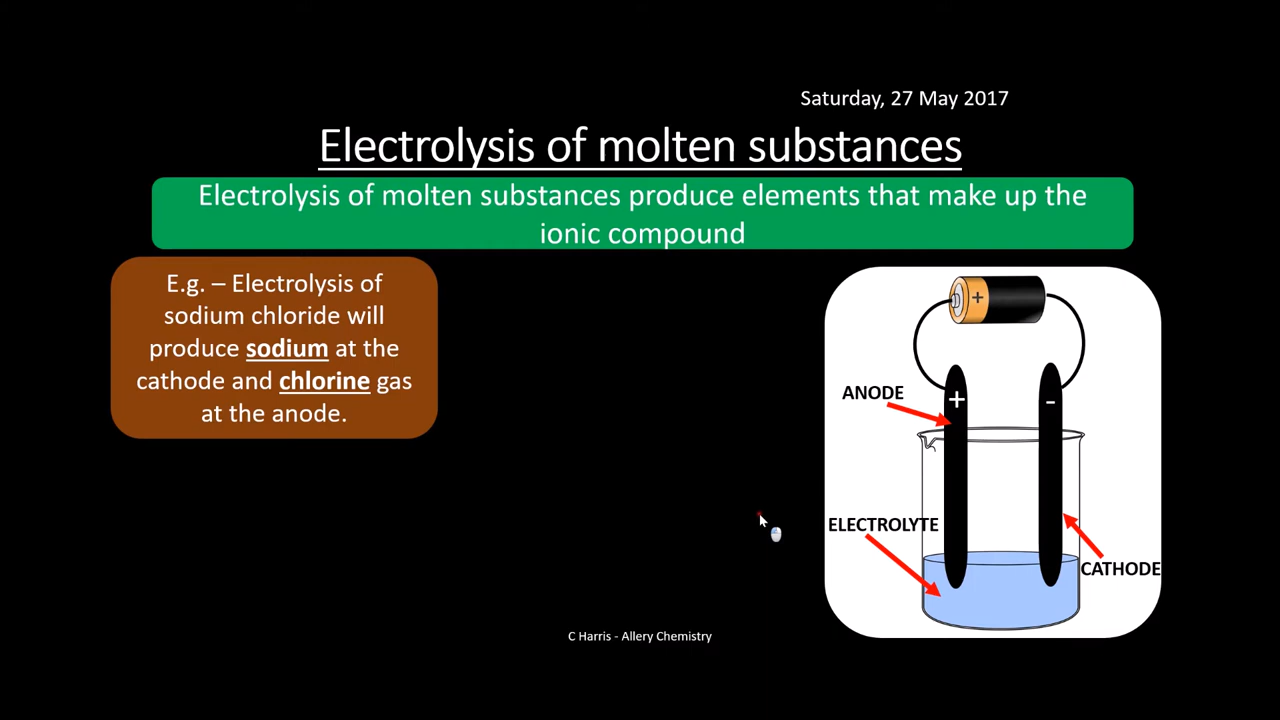 Saturday, 27 May 2017
Electrolysis of molten substances
Electrolysis of molten substances produce elements that make up the
ionic compound
E.g. – Electrolysis of
sodium chloride will
produce sodium at the
cathode and chlorine gas
at the anode.
+
ANODE
+
-
ELECTROLYTE
CATHODE
C Harris - Allery Chemistry